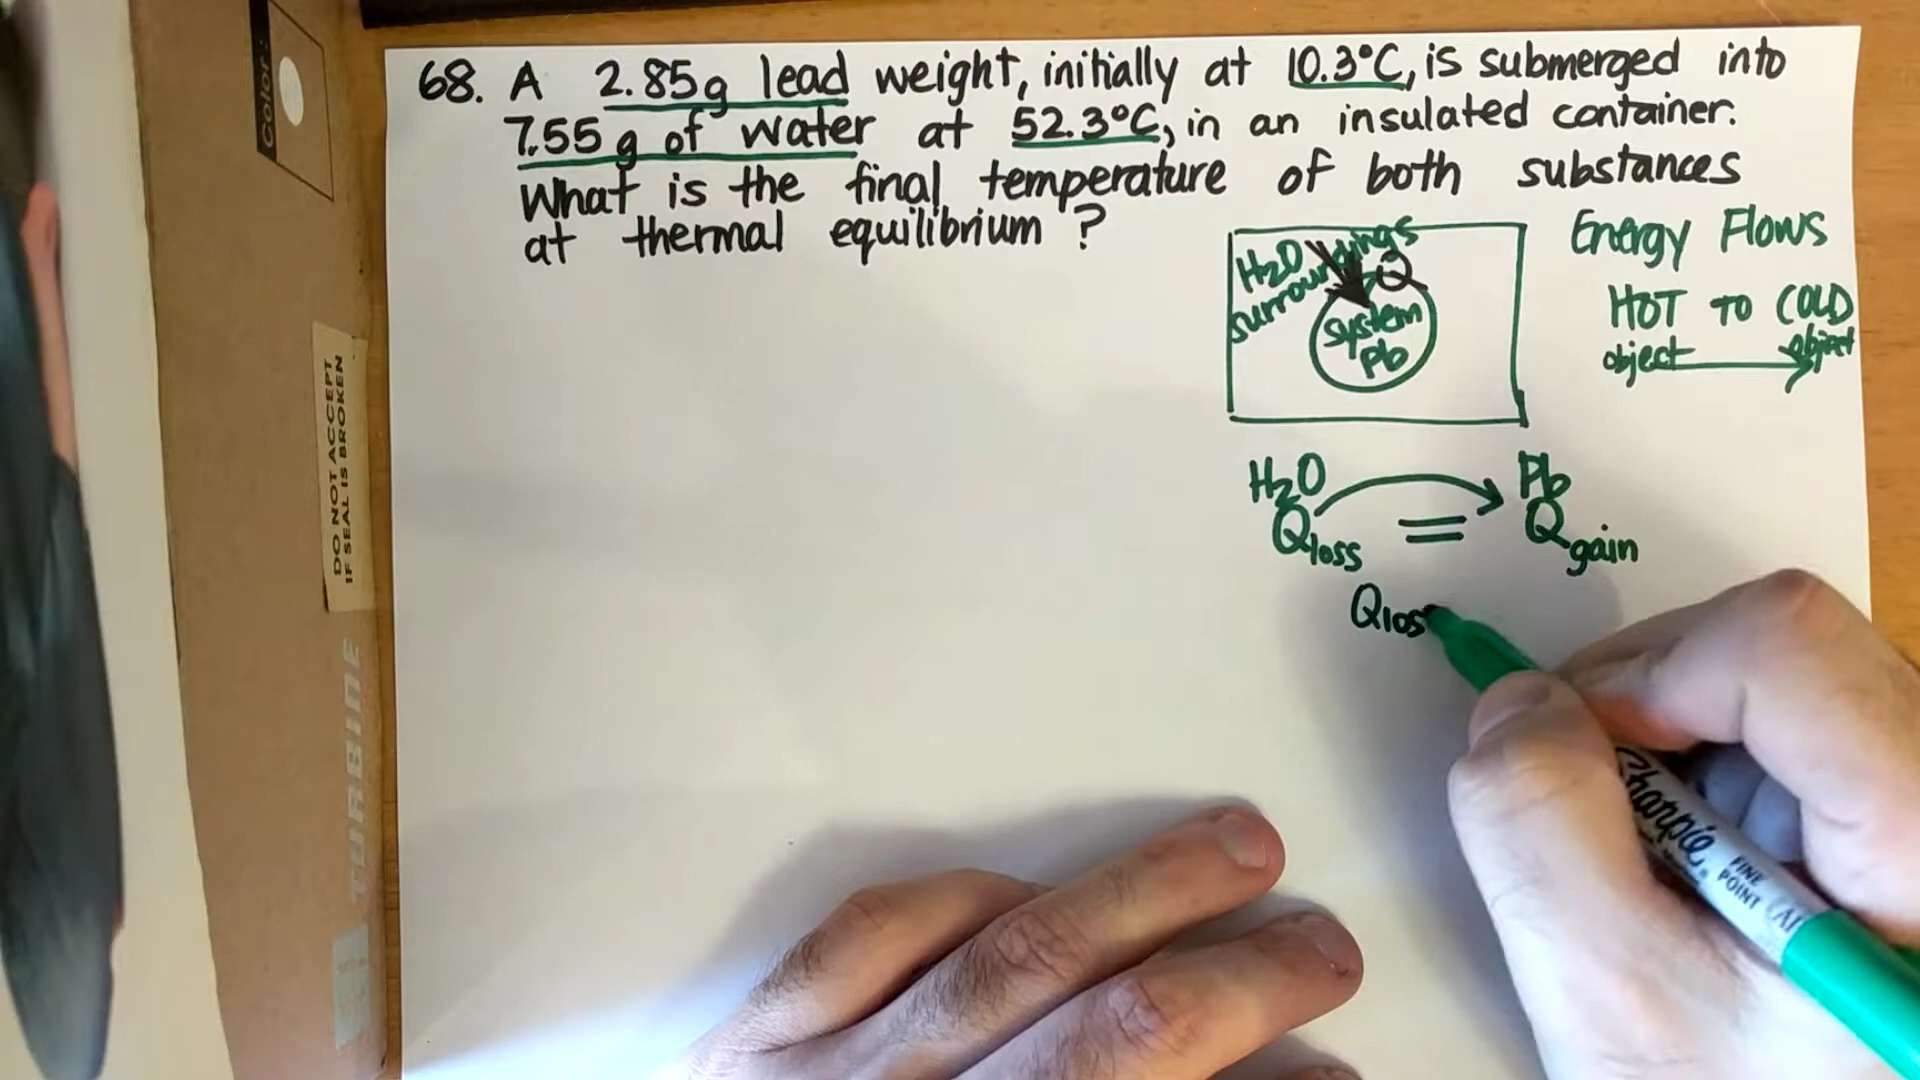 68. A 2.85g lead weight, initially at 10.3°C, is submerged into
7.55 g of water at 52.3°C, in an insulated container.
What is the final temperature of both substances
at thermal equilibrium?
H2O
surroundings
Q
system
Pb
Energy Flows
HOT TO COLD
object object
H2O Pb
Qloss = Qgain
Qlos
Color:
DO NOT ACCEPT
IF SEAL IS BROKEN
TURBINE
Sharpie
FINE
POINT